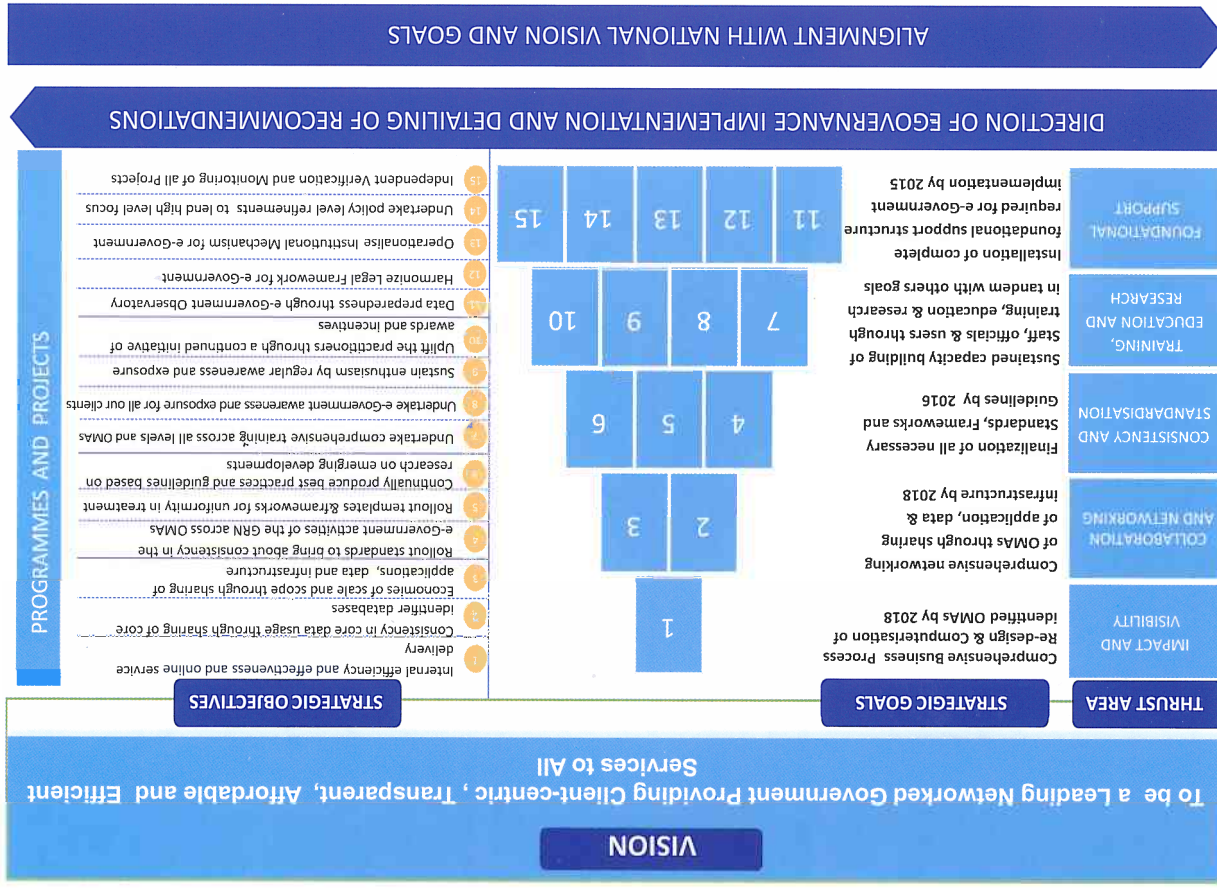 VISION
To be a Leading Networked Government Providing Client-centric , Transparent, Affordable and Efficient
Services to All
THRUST AREA
STRATEGIC GOALS
STRATEGIC OBJECTIVES
IMPACT AND
VISIBILITY
Comprehensive Business Process
Re-design & Computerisation of
identified OMAs by 2018
1
COLLABORATION
AND NETWORKING
Comprehensive networking
of OMAs through sharing
of application, data &
infrastructure by 2018
2
3
CONSISTENCY AND
STANDARDISATION
Finalization of all necessary
Standards, Frameworks and
Guidelines by 2016
4
5
6
TRAINING,
EDUCATION AND
RESEARCH
Sustained capacity building of
Staff, officials & users through
training, education & research
in tandem with others goals
7
8
9
10
FOUNDATIONAL
SUPPORT
Installation of complete
foundational support structure
required for e-Government
implementation by 2015
11
12
13
14
15
1 Internal efficiency and effectiveness and online service
delivery
2 Consistency in core data usage through sharing of core
identifier databases
3 Economies of scale and scope through sharing of
applications, data and infrastructure
4 Rollout standards to bring about consistency in the
e-Government activities of the GRN across OMAs
5 Rollout templates &frameworks for uniformity in treatment
6 Continually produce best practices and guidelines based on
research on emerging developments
7 Undertake comprehensive training across all levels and OMAs
8 Undertake e-Government awareness and exposure for all our clients
9 Sustain enthusiasm by regular awareness and exposure
10 Uplift the practitioners through a continued initiative of
awards and incentives
11 Data preparedness through e-Government Observatory
12 Harmonize Legal Framework for e-Government
13 Operationalise Institutional Mechanism for e-Government
14 Undertake policy level refinements to lend high level focus
15 Independent Verification and Monitoring of all Projects
PROGRAMMES AND PROJECTS
DIRECTION OF EGOVERNANCE IMPLEMENTATION AND DETAILING OF RECOMMENDATIONS
ALIGNMENT WITH NATIONAL VISION AND GOALS